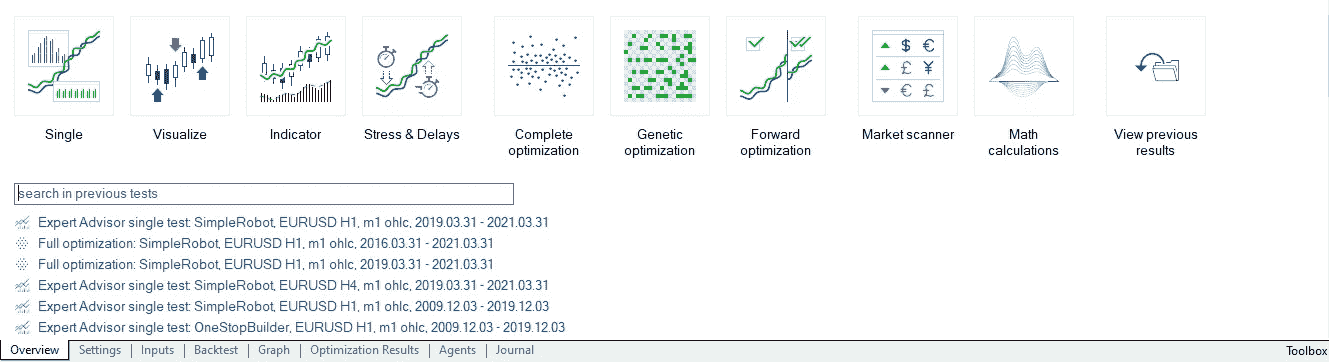 $ €
£ ¥
€ £
Single
Visualize
Indicator
Stress & Delays
Complete
optimization
Genetic
optimization
Forward
optimization
Market scanner
Math
calculations
View previous
results
search in previous tests
Expert Advisor single test: SimpleRobot, EURUSD H1, m1 ohlc, 2019.03.31 - 2021.03.31
Full optimization: SimpleRobot, EURUSD H1, m1 ohlc, 2016.03.31 - 2021.03.31
Full optimization: SimpleRobot, EURUSD H1, m1 ohlc, 2019.03.31 - 2021.03.31
Expert Advisor single test: SimpleRobot, EURUSD H4, m1 ohlc, 2019.03.31 - 2021.03.31
Expert Advisor single test: SimpleRobot, EURUSD H1, m1 ohlc, 2009.12.03 - 2019.12.03
Expert Advisor single test: OneStopBuilder, EURUSD H1, m1 ohlc, 2009.12.03 - 2019.12.03
Overview | Settings | Inputs | Backtest | Graph | Optimization Results | Agents | Journal
Toolbox